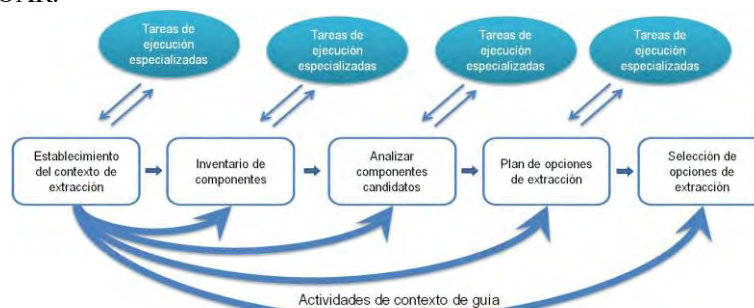 OAR.
Tareas de
ejecución
especializadas
Tareas de
ejecución
especializadas
Tareas de
ejecución
especializadas
Tareas de
ejecución
especializadas
Establecimiento
del contexto de
extracción
Inventario de
componentes
Analizar
componentes
candidatos
Plan de opciones
de extracción
Selección de
opciones de
extracción
Actividades de contexto de guía